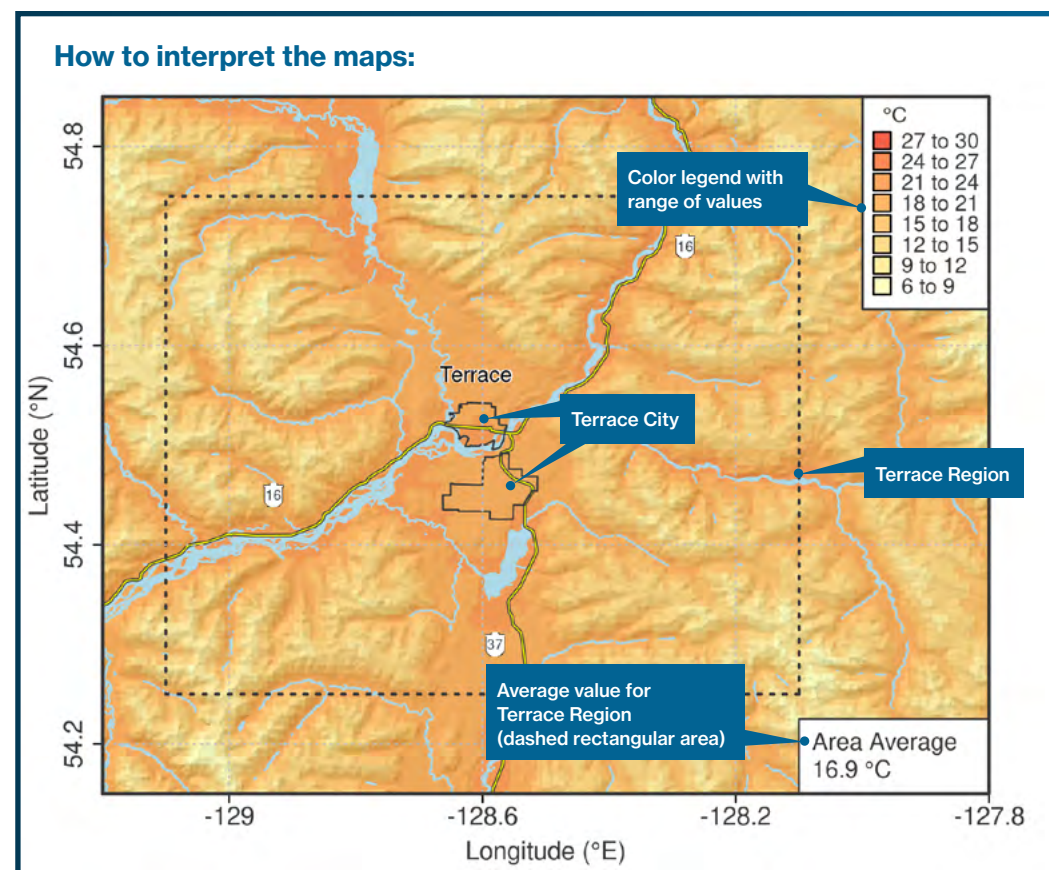 How to interpret the maps:
°C
27 to 30
24 to 27
21 to 24
18 to 21
15 to 18
12 to 15
9 to 12
6 to 9
Color legend with
range of values
16
Terrace
Terrace City
Terrace Region
16
37
Average value for
Terrace Region
(dashed rectangular area)
Area Average
16.9 °C
54.8
54.6
54.4
54.2
Latitude (°N)
-129
-128.6
-128.2
-127.8
Longitude (°E)